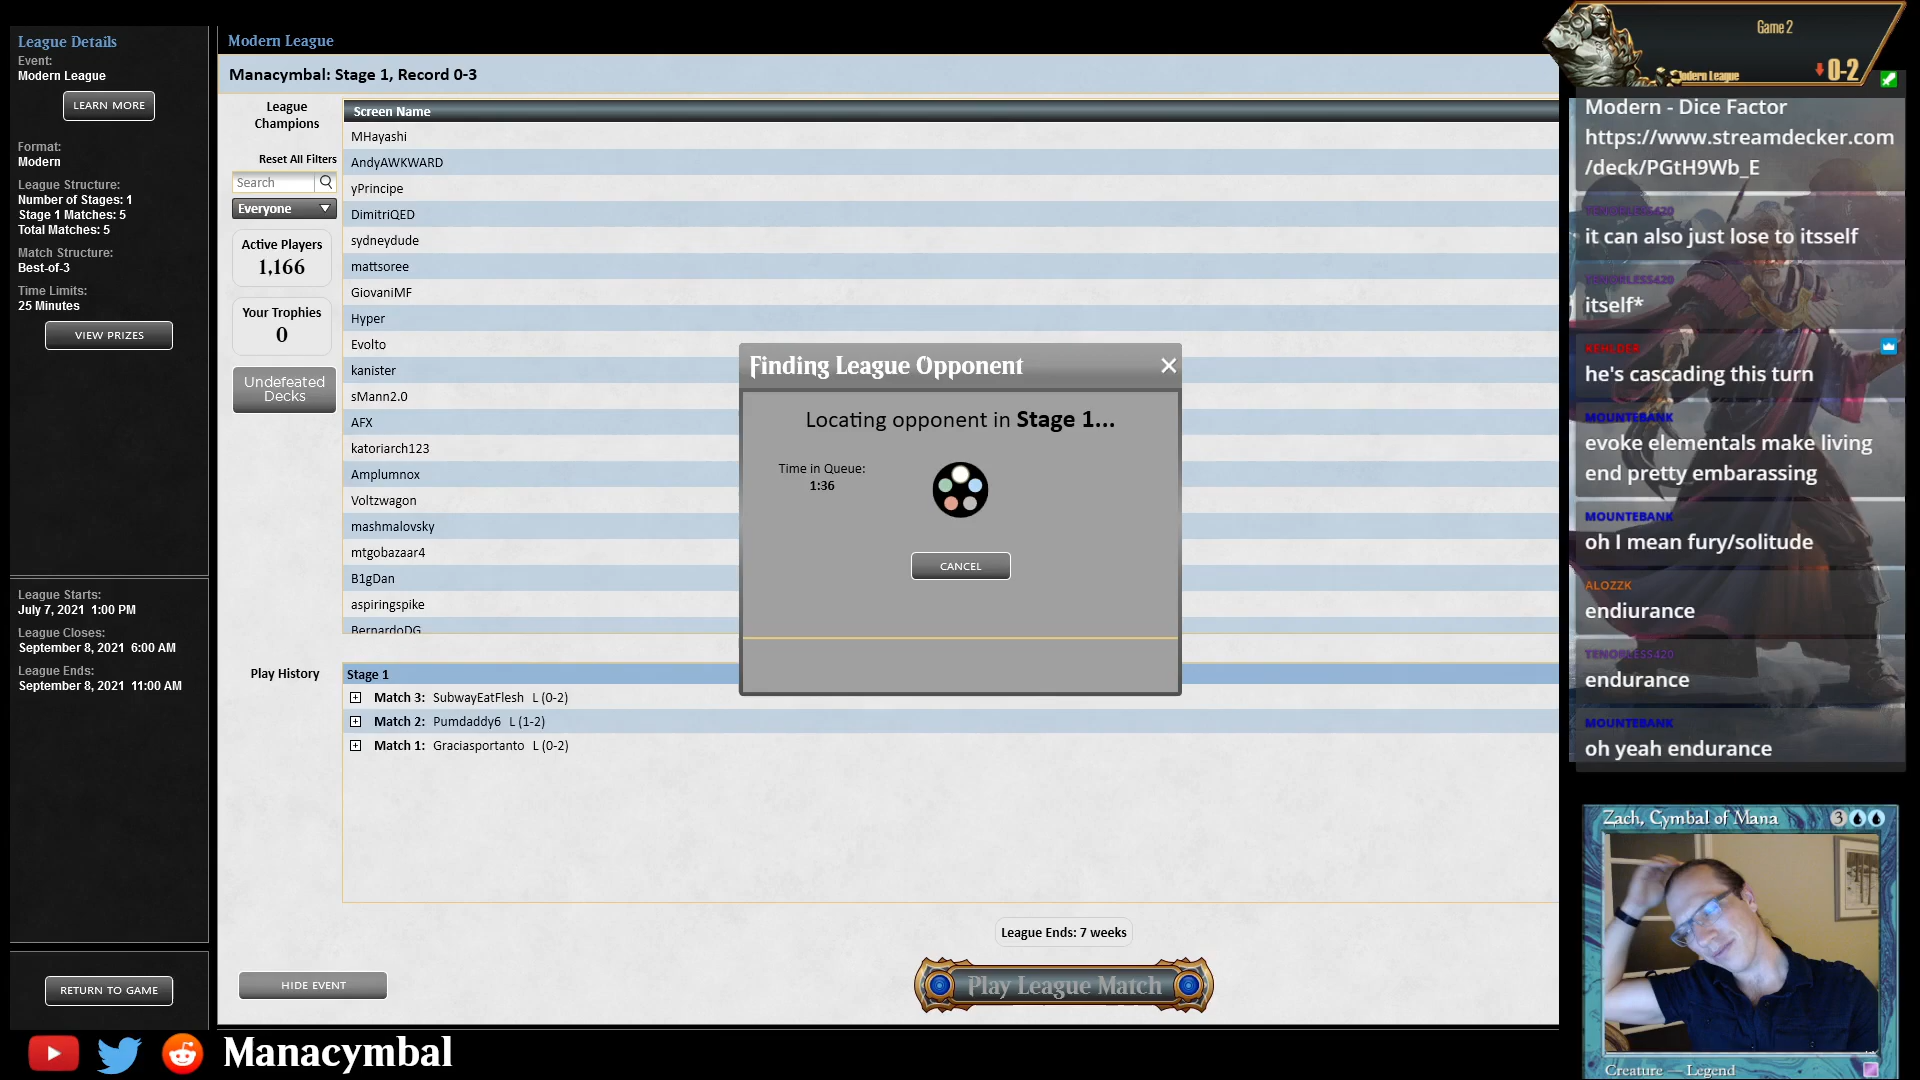 League Details
Event:
Modern League
LEARN MORE
Format:
Modern
League Structure:
Number of Stages: 1
Stage 1 Matches: 5
Total Matches: 5
Match Structure:
Best-of-3
Time Limits:
25 Minutes
VIEW PRIZES
League Starts:
July 7, 2021 1:00 PM
League Closes:
September 8, 2021 6:00 AM
League Ends:
September 8, 2021 11:00 AM
RETURN TO GAME
Modern League
Manacymbal: Stage 1, Record 0-3
League
Champions
Reset All Filters
Search
Everyone
Active Players
1,166
Your Trophies
0
Undefeated
Decks
Screen Name
MHayashi
AndyAWKWARD
yPrincipe
DimitriQED
sydneydude
mattsoree
GiovaniMF
Hyper
Evolto
kanister
sMann2.0
AFX
katoriarch123
Amplumnox
Voltzwagon
mashmalovsky
mtgobazaar4
B1gDan
aspiringspike
BernardoDG
Finding League Opponent
Locating opponent in Stage 1...
Time in Queue:
1:36
CANCEL
Play History
Stage 1
Match 3: SubwayEatFlesh L (0-2)
Match 2: Pumdaddy6 L (1-2)
Match 1: Graciasportanto L (0-2)
League Ends: 7 weeks
HIDE EVENT
Play League Match
Manacymbal
Game 2
Modern League
0-2
Modern - Dice Factor
https://www.streamdecker.com
/deck/PGtH9Wb_E
TENORLESS420
it can also just lose to itsself
TENORLESS420
itself*
KEHLDER
he's cascading this turn
MOUNTEBANK
evoke elementals make living
end pretty embarassing
MOUNTEBANK
oh I mean fury/solitude
ALOZZK
endiurance
TENORLESS420
endurance
MOUNTEBANK
oh yeah endurance
Zach, Cymbal of Mana 3
Creature — Legend